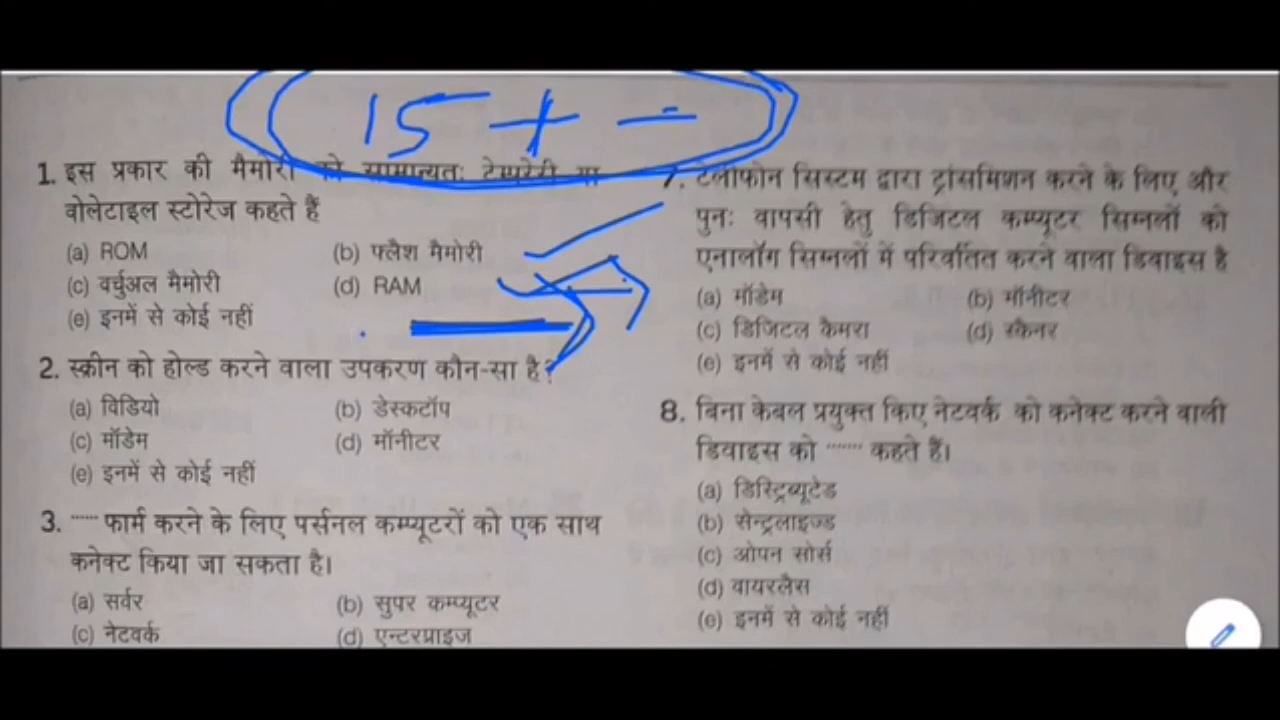 15 + -
1. इस प्रकार की मैमोरी को सामान्यतः टेम्परेरी या
वोलेटाइल स्टोरेज कहते हैं
(a) ROM (b) फ्लैश मैमोरी
(c) वर्चुअल मैमोरी (d) RAM
(e) इनमें से कोई नहीं
2. स्क्रीन को होल्ड करने वाला उपकरण कौन-सा है?
(a) विडियो (b) डेस्कटॉप
(c) मॉडेम (d) मॉनीटर
(e) इनमें से कोई नहीं
3. ...... फार्म करने के लिए पर्सनल कम्प्यूटरों को एक साथ
कनेक्ट किया जा सकता है।
(a) सर्वर (b) सुपर कम्प्यूटर
(c) नेटवर्क (d) एन्टरप्राइज
7. टेलीफोन सिस्टम द्वारा ट्रांसमिशन करने के लिए और
पुनः वापसी हेतु डिजिटल कम्प्यूटर सिग्नलों को
एनालॉग सिग्नलों में परिवर्तित करने वाला डिवाइस है
(a) मॉडेम (b) मॉनीटर
(c) डिजिटल कैमरा (d) स्कैनर
(e) इनमें से कोई नहीं
8. बिना केबल प्रयुक्त किए नेटवर्क को कनेक्ट करने वाली
डिवाइस को ....... कहते हैं।
(a) डिस्ट्रिब्यूटेड
(b) सेन्ट्रलाइज्ड
(c) ओपन सोर्स
(d) वायरलैस
(e) इनमें से कोई नहीं